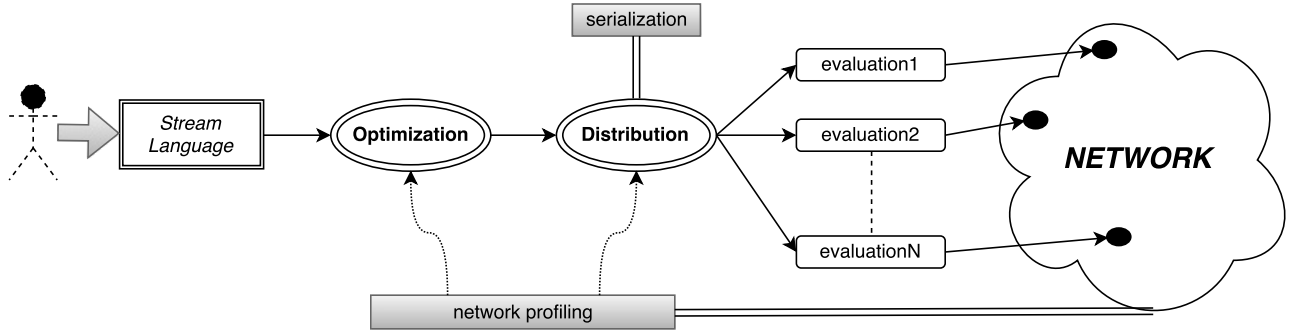 serialization
Stream
Language
Optimization
Distribution
evaluation1
evaluation2
evaluationN
NETWORK
network profiling